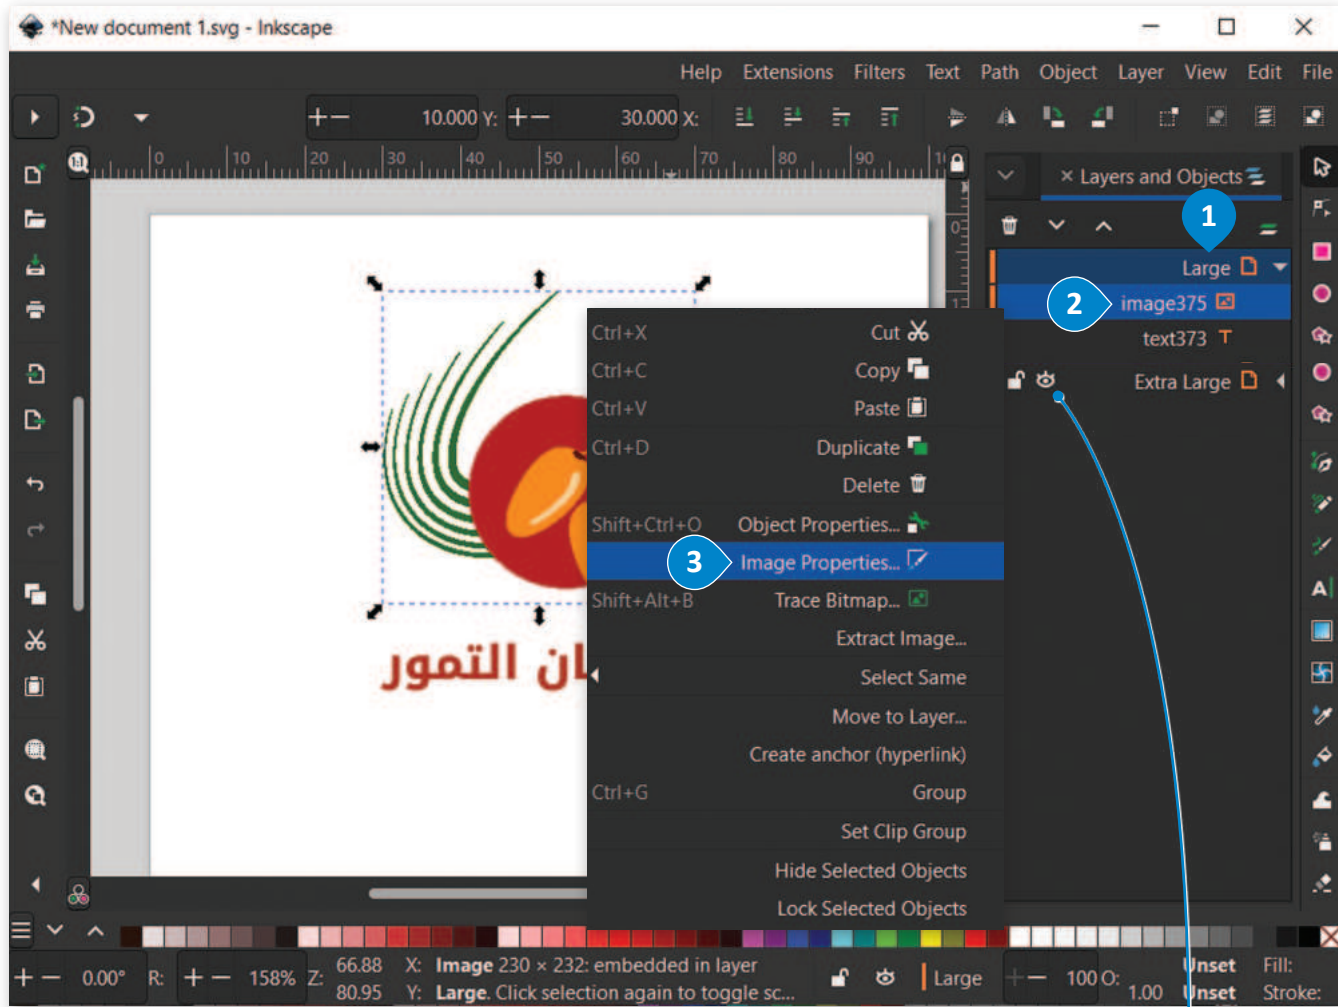 *New document 1.svg - Inkscape
Help Extensions Filters Text Path Object Layer View Edit File
10.000 Y: 30.000 X:
1:1
0 10 20 30 40 50 60 70 80 90
Layers and Objects
0
1
Large
2
image375
text373
Extra Large
Ctrl+X Cut
Ctrl+C Copy
Ctrl+V Paste
Ctrl+D Duplicate
Delete
Shift+Ctrl+O Object Properties...
3
Image Properties...
Shift+Alt+B Trace Bitmap...
Extract Image...
Select Same
Move to Layer...
Create anchor (hyperlink)
Ctrl+G Group
Set Clip Group
Hide Selected Objects
Lock Selected Objects
التمور
0.00° R: 158% Z: 66.88 X: Image 230 × 232: embedded in layer Large 100 O: Unset Fill:
80.95 Y: Large. Click selection again to toggle sc... 1.00 Unset Stroke: